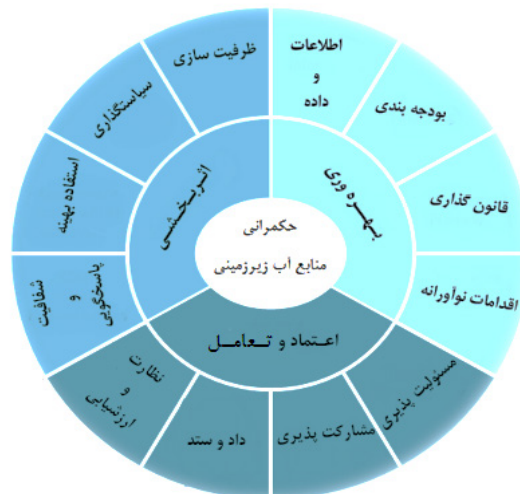 حکمرانی
منابع آب زیرزمینی
بهره وری
اطلاعات
و
داده
بودجه بندی
قانون گذاری
اقدامات نوآورانه
اعتماد و تعامل
مسئولیت پذیری
مشارکت پذیری
داد و ستد
نظارت
و
ارزشیابی
اثربخشی
پاسخگویی
و
شفافیت
استفاده بهینه
سیاستگذاری
ظرفیت سازی